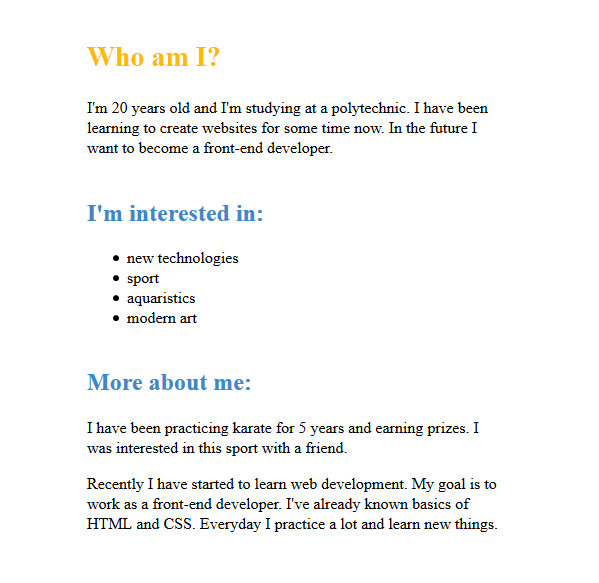 Who am I?
I'm 20 years old and I'm studying at a polytechnic. I have been
learning to create websites for some time now. In the future I
want to become a front-end developer.
I'm interested in:
• new technologies
• sport
• aquaristics
• modern art
More about me:
I have been practicing karate for 5 years and earning prizes. I
was interested in this sport with a friend.
Recently I have started to learn web development. My goal is to
work as a front-end developer. I've already known basics of
HTML and CSS. Everyday I practice a lot and learn new things.